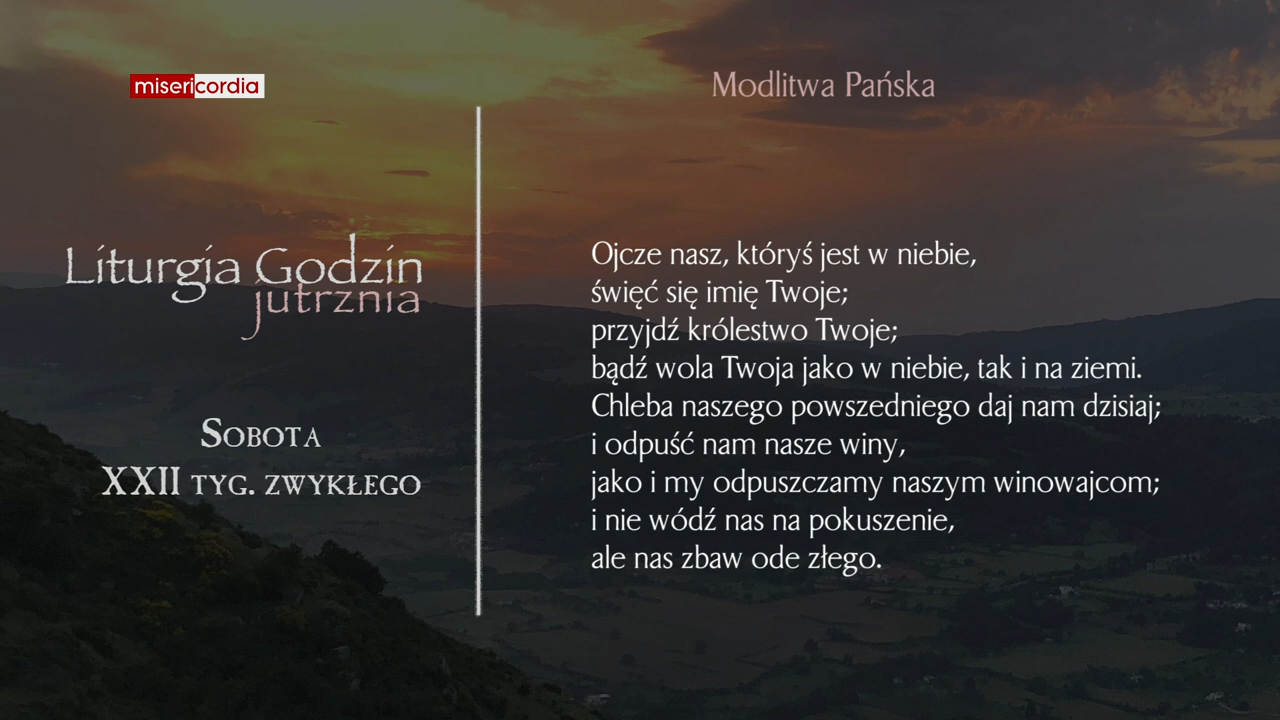 misericordia
Liturgia Godzin
jutrznia
Sobota
XXII tyg. zwykłego
Modlitwa Pańska
Ojcze nasz, któryś jest w niebie,
święć się imię Twoje;
przyjdź królestwo Twoje;
bądź wola Twoja jako w niebie, tak i na ziemi.
Chleba naszego powszedniego daj nam dzisiaj;
i odpuść nam nasze winy,
jako i my odpuszczamy naszym winowajcom;
i nie wódź nas na pokuszenie,
ale nas zbaw ode złego.